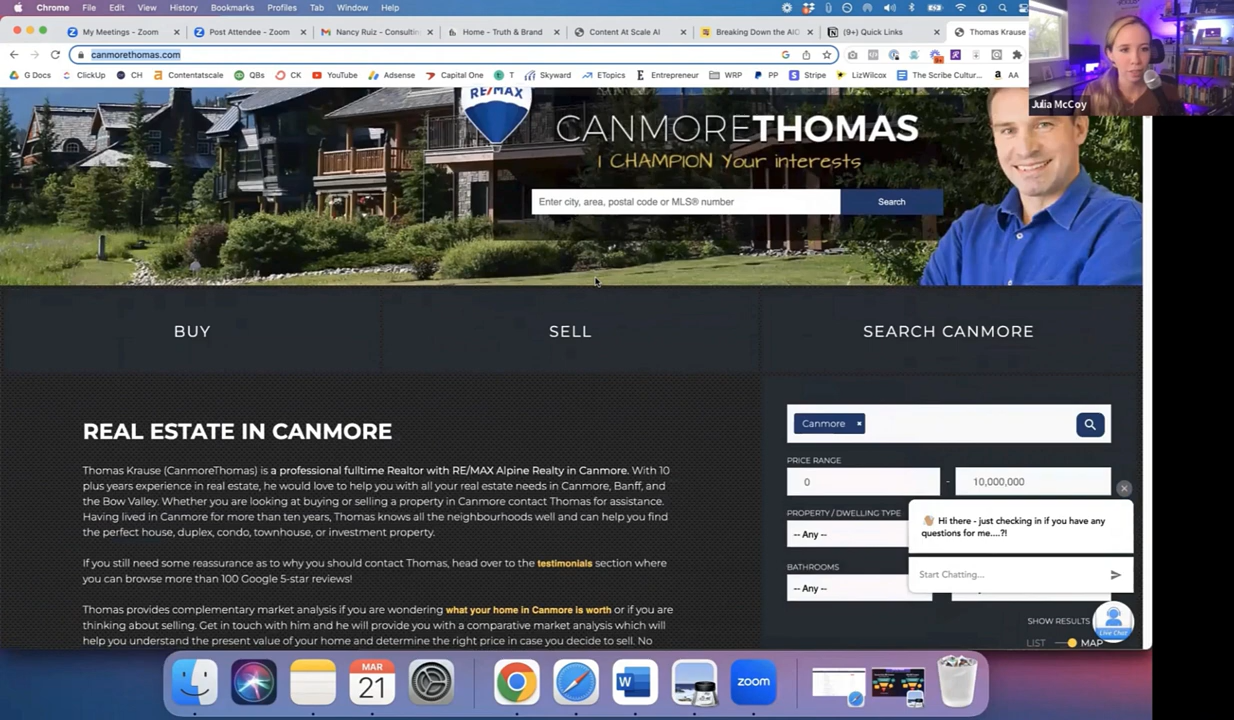 Chrome File Edit View History Bookmarks Profiles Tab Window Help
My Meetings - Zoom
Post Attendee - Zoom
Nancy Ruiz - Consulting
Home - Truth & Brand
Content At Scale AI
Breaking Down the AIO
(9+) Quick Links
Thomas Krause
canmorethomas.com
G Docs ClickUp CH Contentatscale QBs CK YouTube Adsense Capital One T Skyward ETopics Entrepreneur WRP PP Stripe LizWilcox The Scribe Cultur... AA
Julia McCoy
RE/MAX
CANMORETHOMAS
I CHAMPION Your interests
Enter city, area, postal code or MLS® number
Search
BUY
SELL
SEARCH CANMORE
REAL ESTATE IN CANMORE
Thomas Krause (CanmoreThomas) is a professional fulltime Realtor with RE/MAX Alpine Realty in Canmore. With 10
plus years experience in real estate, he would love to help you with all your real estate needs in Canmore, Banff, and
the Bow Valley. Whether you are looking at buying or selling a property in Canmore contact Thomas for assistance.
Having lived in Canmore for more than ten years, Thomas knows all the neighbourhoods well and can help you find
the perfect house, duplex, condo, townhouse, or investment property.
If you still need some reassurance as to why you should contact Thomas, head over to the testimonials section where
you can browse more than 100 Google 5-star reviews!
Thomas provides complementary market analysis if you are wondering what your home in Canmore is worth or if you are
thinking about selling. Get in touch with him and he will provide you with a comparative market analysis which will
help you understand the present value of your home and determine the right price in case you decide to sell. No
Canmore ×
PRICE RANGE
0 - 10,000,000
PROPERTY / DWELLING TYPE
-- Any --
BATHROOMS
-- Any --
Hi there - just checking in if you have any
questions for me....?!
Start Chatting...
Live Chat
SHOW RESULTS
LIST MAP
MAR
21
W
zoom